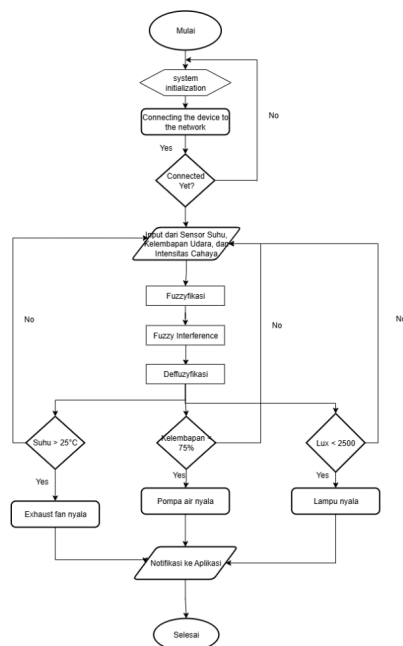 Mulai
system
initialization
Connecting the device to
the network
No
Yes
Connected
Yet?
Input dari Sensor Suhu,
Kelembapan Udara, dan
Intensitas Cahaya
Fuzzyfikasi
No
No
No
Fuzzy Interference
Deffuzyfikasi
Suhu > 25°C
Kelembapan
75%
Lux < 2500
Yes
Yes
Yes
Exhaust fan nyala
Pompa air nyala
Lampu nyala
Notifikasi ke Aplikasi
Selesai